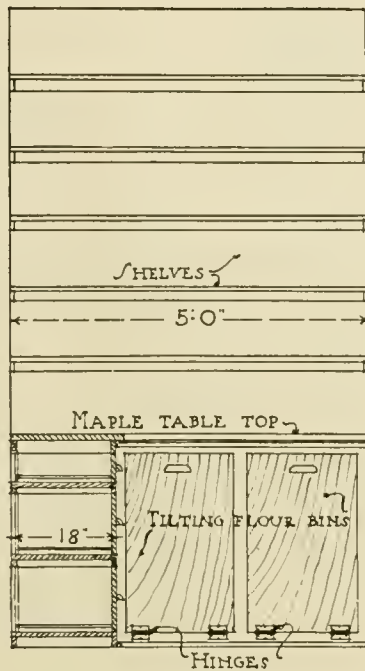 SHELVES
5:0"
MAPLE TABLE TOP
TILTING FLOUR BINS
18"
HINGES